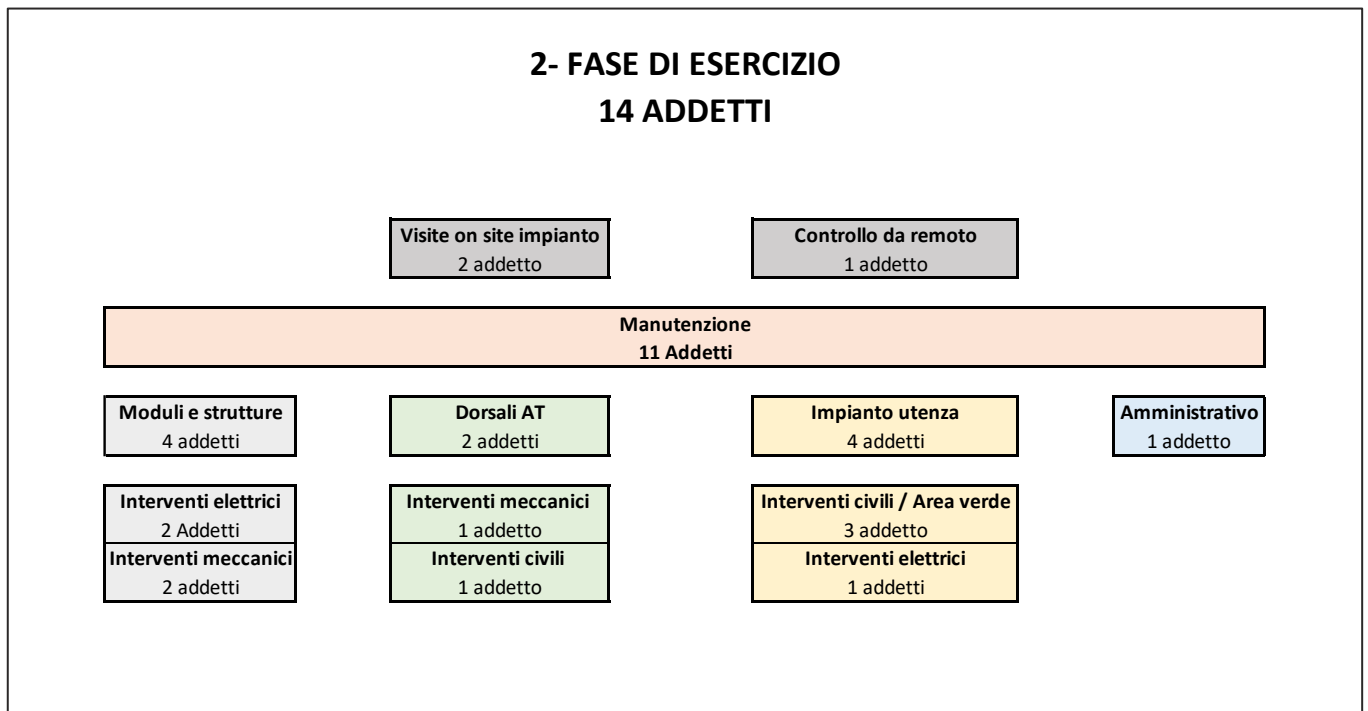 2- FASE DI ESERCIZIO
14 ADDETTI
Visite on site impianto
2 addetto
Controllo da remoto
1 addetto
Manutenzione
11 Addetti
Moduli e strutture
4 addetti
Dorsali AT
2 addetti
Impianto utenza
4 addetti
Amministrativo
1 addetto
Interventi elettrici
2 Addetti
Interventi meccanici
2 addetti
Interventi meccanici
1 addetto
Interventi civili
1 addetto
Interventi civili / Area verde
3 addetto
Interventi elettrici
1 addetti